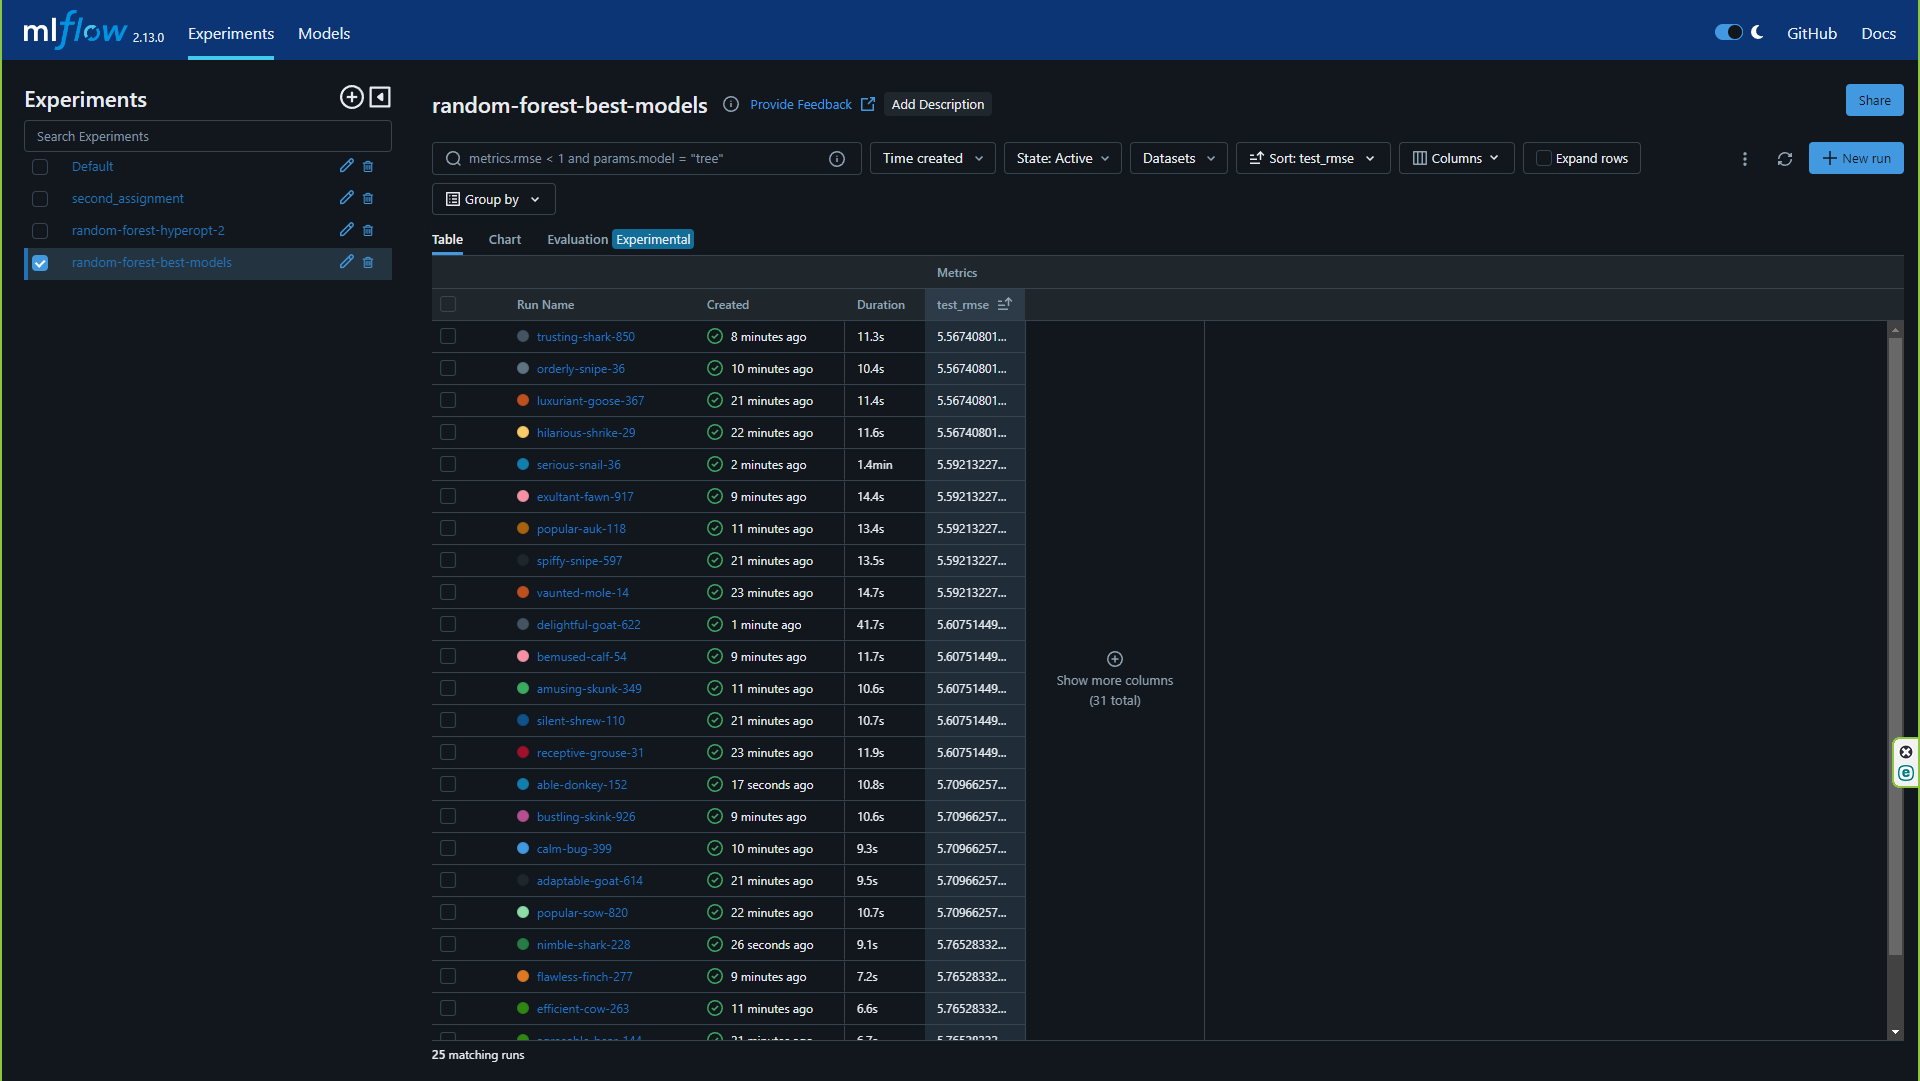 mlflow 2.13.0 Experiments Models GitHub Docs
Experiments
Search Experiments
Default
second_assignment
random-forest-hyperopt-2
random-forest-best-models
random-forest-best-models Provide Feedback Add Description Share
metrics.rmse < 1 and params.model = "tree" Time created State: Active Datasets Sort: test_rmse Columns Expand rows New run
Group by
Table Chart Evaluation Experimental
Metrics
Run Name Created Duration test_rmse
trusting-shark-850 8 minutes ago 11.3s 5.56740801...
orderly-snipe-36 10 minutes ago 10.4s 5.56740801...
luxuriant-goose-367 21 minutes ago 11.4s 5.56740801...
hilarious-shrike-29 22 minutes ago 11.6s 5.56740801...
serious-snail-36 2 minutes ago 1.4min 5.59213227...
exultant-fawn-917 9 minutes ago 14.4s 5.59213227...
popular-auk-118 11 minutes ago 13.4s 5.59213227...
spiffy-snipe-597 21 minutes ago 13.5s 5.59213227...
vaunted-mole-14 23 minutes ago 14.7s 5.59213227...
delightful-goat-622 1 minute ago 41.7s 5.60751449...
bemused-calf-54 9 minutes ago 11.7s 5.60751449...
amusing-skunk-349 11 minutes ago 10.6s 5.60751449...
silent-shrew-110 21 minutes ago 10.7s 5.60751449...
receptive-grouse-31 23 minutes ago 11.9s 5.60751449...
able-donkey-152 17 seconds ago 10.8s 5.70966257...
bustling-skink-926 9 minutes ago 10.6s 5.70966257...
calm-bug-399 10 minutes ago 9.3s 5.70966257...
adaptable-goat-614 21 minutes ago 9.5s 5.70966257...
popular-sow-820 22 minutes ago 10.7s 5.70966257...
nimble-shark-228 26 seconds ago 9.1s 5.76528332...
flawless-finch-277 9 minutes ago 7.2s 5.76528332...
efficient-cow-263 11 minutes ago 6.6s 5.76528332...
Show more columns
(31 total)
25 matching runs